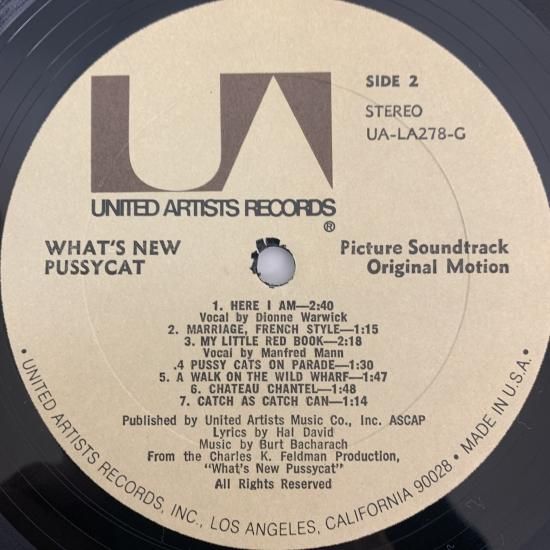 UA
SIDE 2
STEREO
UA-LA278-G
UNITED ARTISTS RECORDS
®
WHAT'S NEW
PUSSYCAT
Picture Soundtrack
Original Motion
1. HERE I AM—2:40
Vocal by Dionne Warwick
2. MARRIAGE, FRENCH STYLE—1:15
3. MY LITTLE RED BOOK—2:18
Vocal by Manfred Mann
.4 PUSSY CATS ON PARADE—1:30
5. A WALK ON THE WILD WHARF—1:47
6. CHATEAU CHANTEL—1:48
7. CATCH AS CATCH CAN—1:14
Published by United Artists Music Co., Inc. ASCAP
Lyrics by Hal David
Music by Burt Bacharach
From the Charles K. Feldman Production,
"What's New Pussycat"
All Rights Reserved
• UNITED ARTISTS RECORDS, INC., LOS ANGELES, CALIFORNIA 90028 • MADE IN U.S.A. •